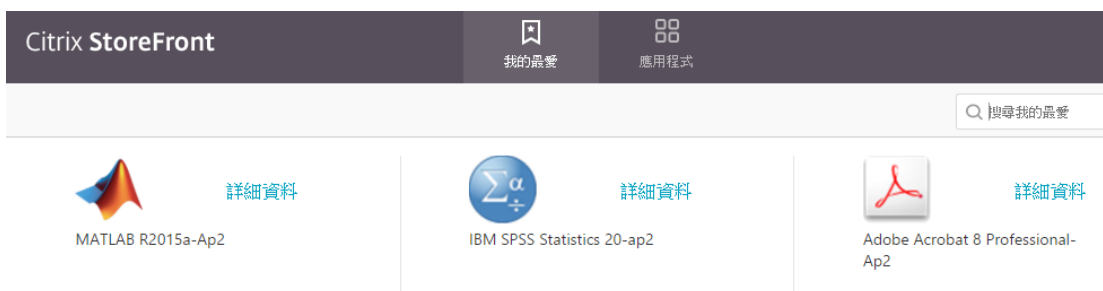 Citrix StoreFront
我的最愛
應用程式
搜尋我的最愛
詳細資料
MATLAB R2015a-Ap2
Σα÷
詳細資料
IBM SPSS Statistics 20-ap2
詳細資料
Adobe Acrobat 8 Professional-
Ap2